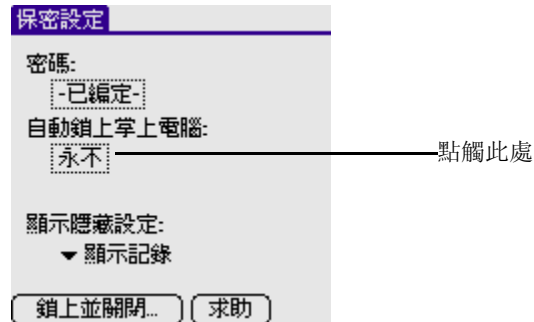 保密設定
密碼:
-已編定-
自動鎖上掌上電腦:
永不
點觸此處
顯示隱藏設定:
顯示記錄
鎖上並關閉... 求助